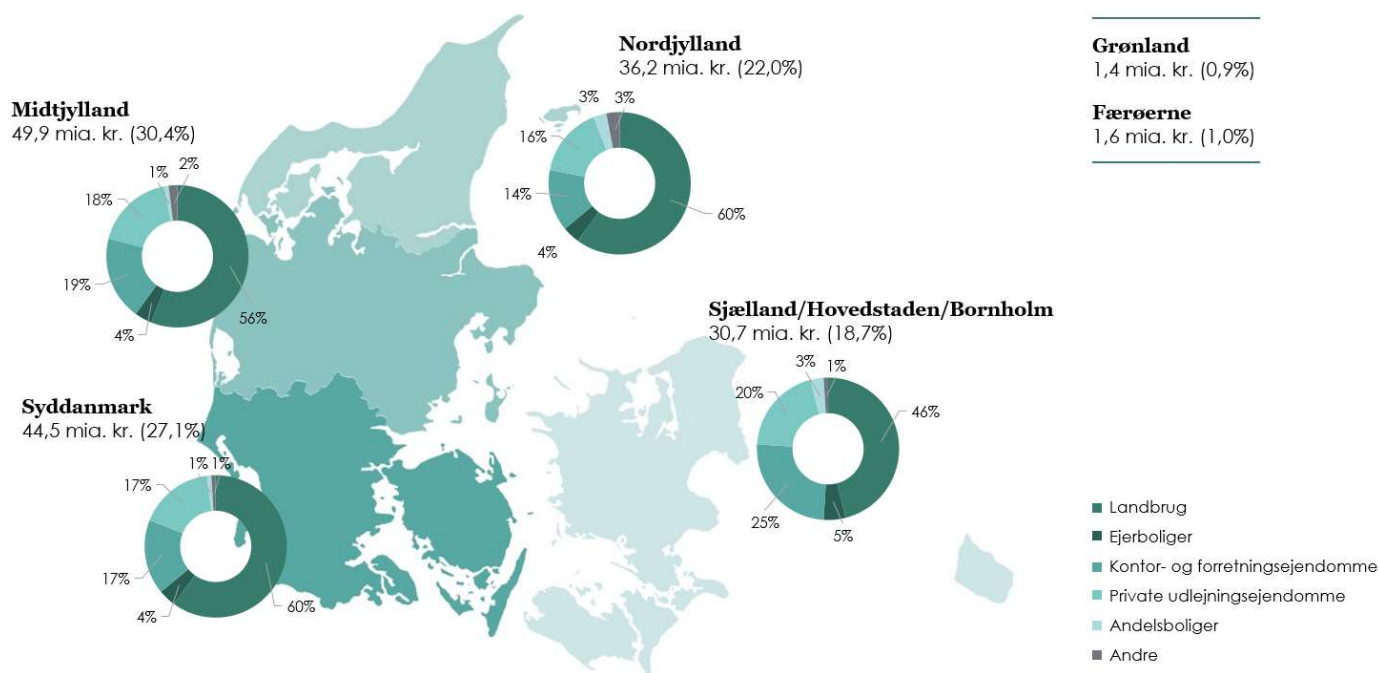 Nordjylland
36,2 mia. kr. (22,0%)
3%
3%
16%
14%
4%
60%
Grønland
1,4 mia. kr. (0,9%)
Færøerne
1,6 mia. kr. (1,0%)
Midtjylland
49,9 mia. kr. (30,4%)
1%
2%
18%
19%
4%
56%
Sjælland/Hovedstaden/Bornholm
30,7 mia. kr. (18,7%)
3%
1%
20%
46%
25%
5%
Syddanmark
44,5 mia. kr. (27,1%)
1%
1%
17%
17%
4%
60%
Landbrug
Ejerboliger
Kontor- og forretningsejendomme
Private udlejningsejendomme
Andelsboliger
Andre